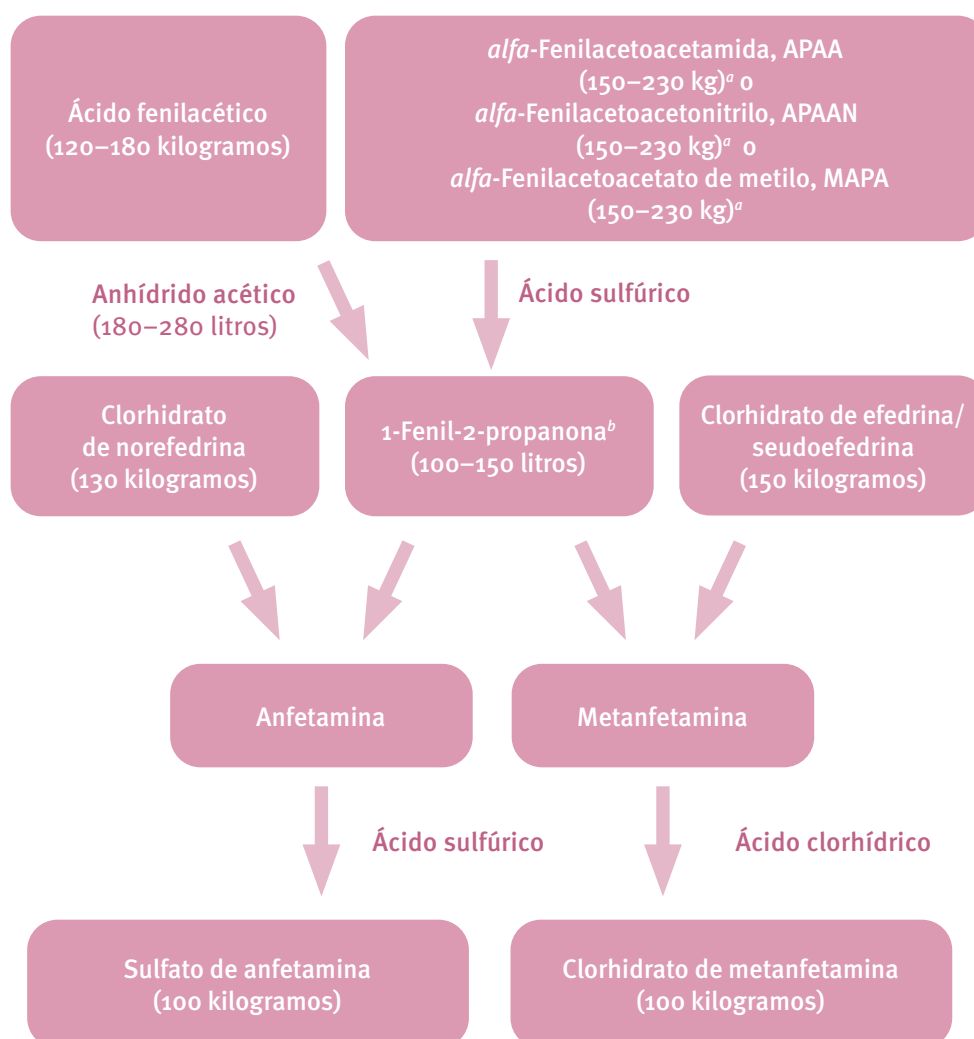 Ácido fenilacético
(120–180 kilogramos)
alfa-Fenilacetoacetamida, APAA
(150–230 kg)ᵃ o
alfa-Fenilacetoacetonitrilo, APAAN
(150–230 kg)ᵃ o
alfa-Fenilacetoacetato de metilo, MAPA
(150–230 kg)ᵃ
Anhídrido acético
(180–280 litros)
Ácido sulfúrico
Clorhidrato
de norefedrina
(130 kilogramos)
1-Fenil-2-propanonaᵇ
(100–150 litros)
Clorhidrato de efedrina/
seudoefedrina
(150 kilogramos)
Anfetamina
Metanfetamina
Ácido sulfúrico
Ácido clorhídrico
Sulfato de anfetamina
(100 kilogramos)
Clorhidrato de metanfetamina
(100 kilogramos)